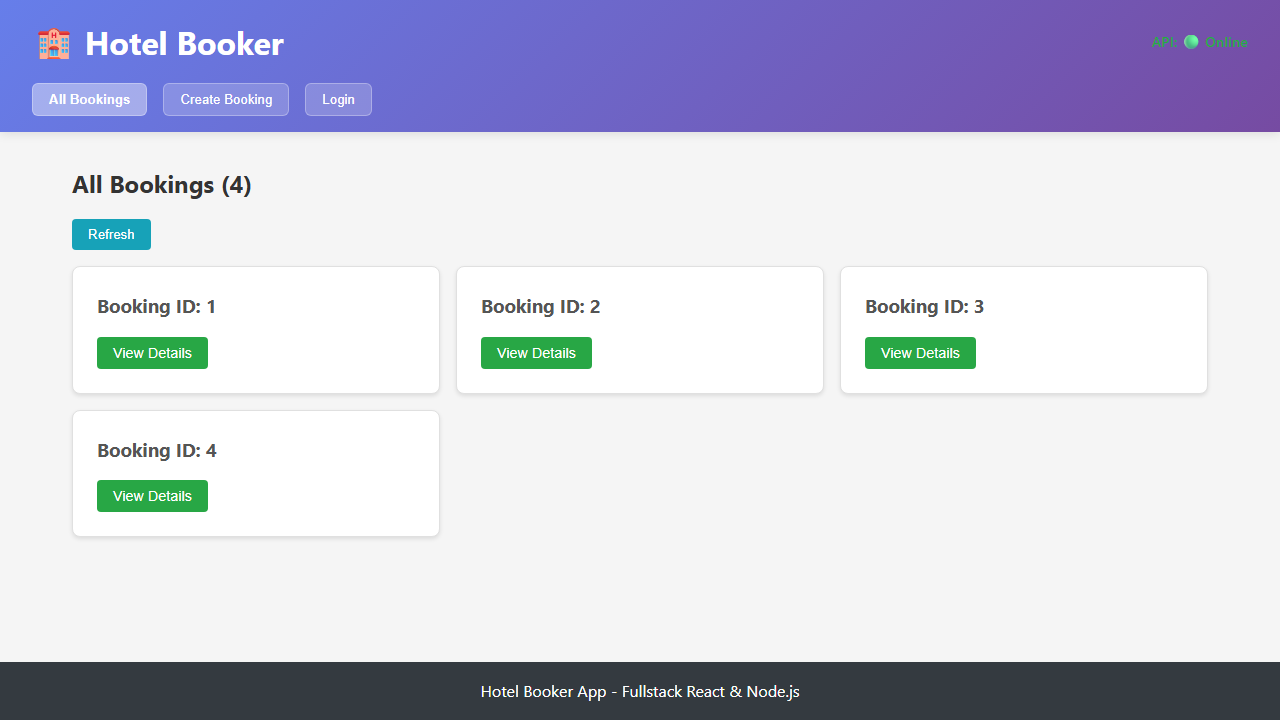 Hotel Booker
API: Online
All Bookings
Create Booking
Login
All Bookings (4)
Refresh
Booking ID: 1
View Details
Booking ID: 2
View Details
Booking ID: 3
View Details
Booking ID: 4
View Details
Hotel Booker App - Fullstack React & Node.js